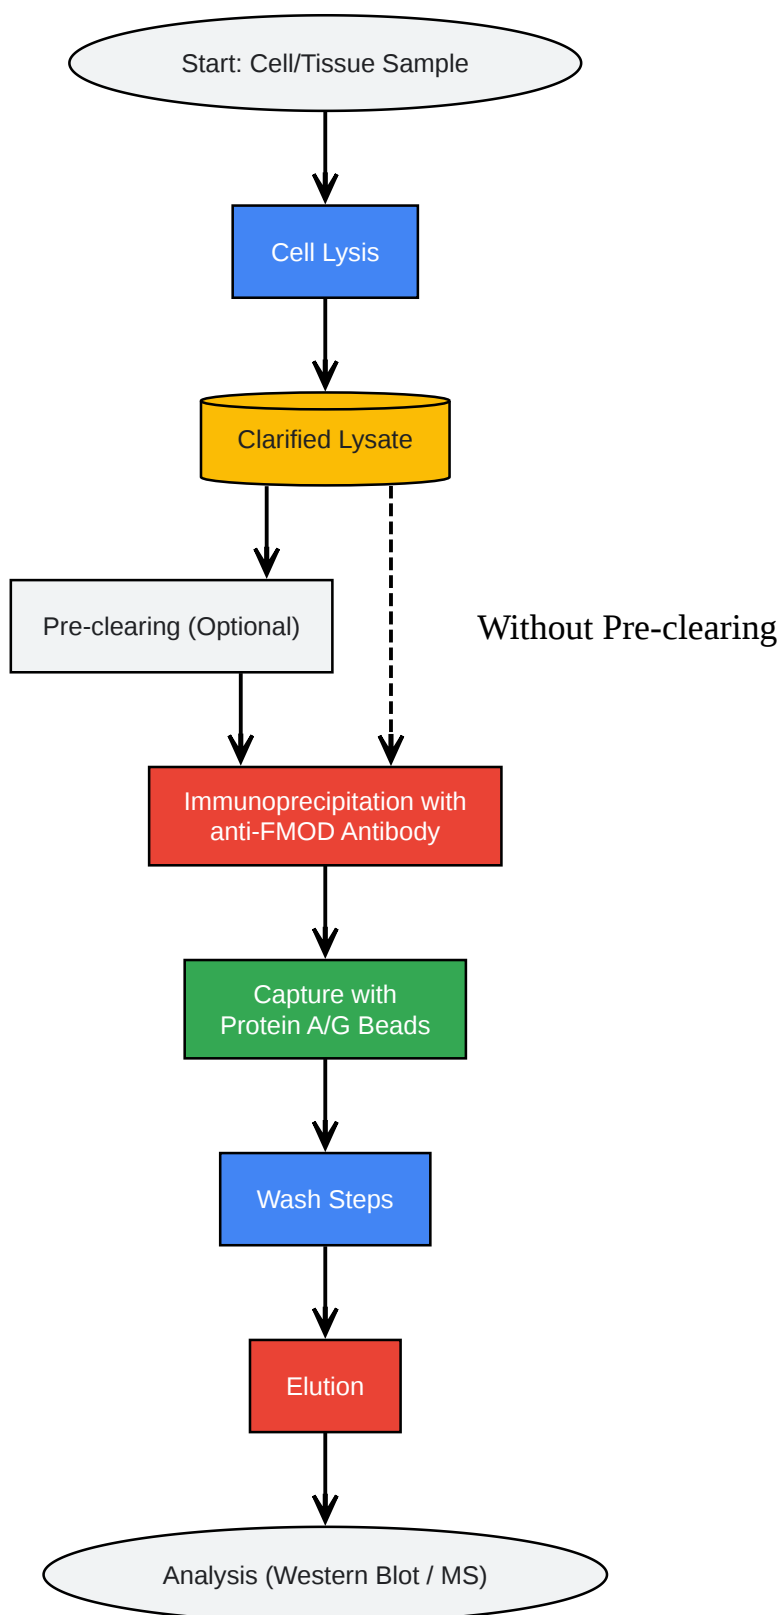 Start: Cell/Tissue Sample
Cell Lysis
Clarified Lysate
Pre-clearing (Optional)
Without Pre-clearing
Immunoprecipitation with
anti-FMOD Antibody
Capture with
Protein A/G Beads
Wash Steps
Elution
Analysis (Western Blot / MS)